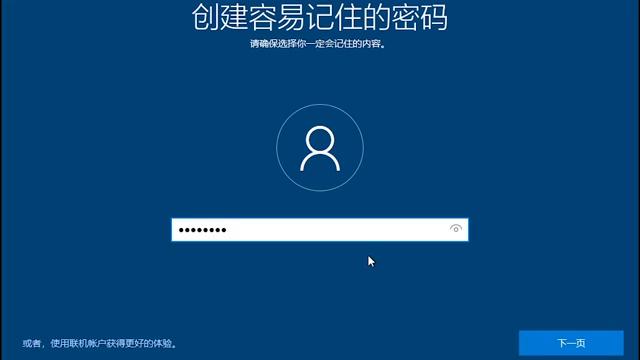 创建容易记住的密码
请确保选择你一定会记住的内容。
••••••••
或者，使用联机帐户获得更好的体验。
下一页